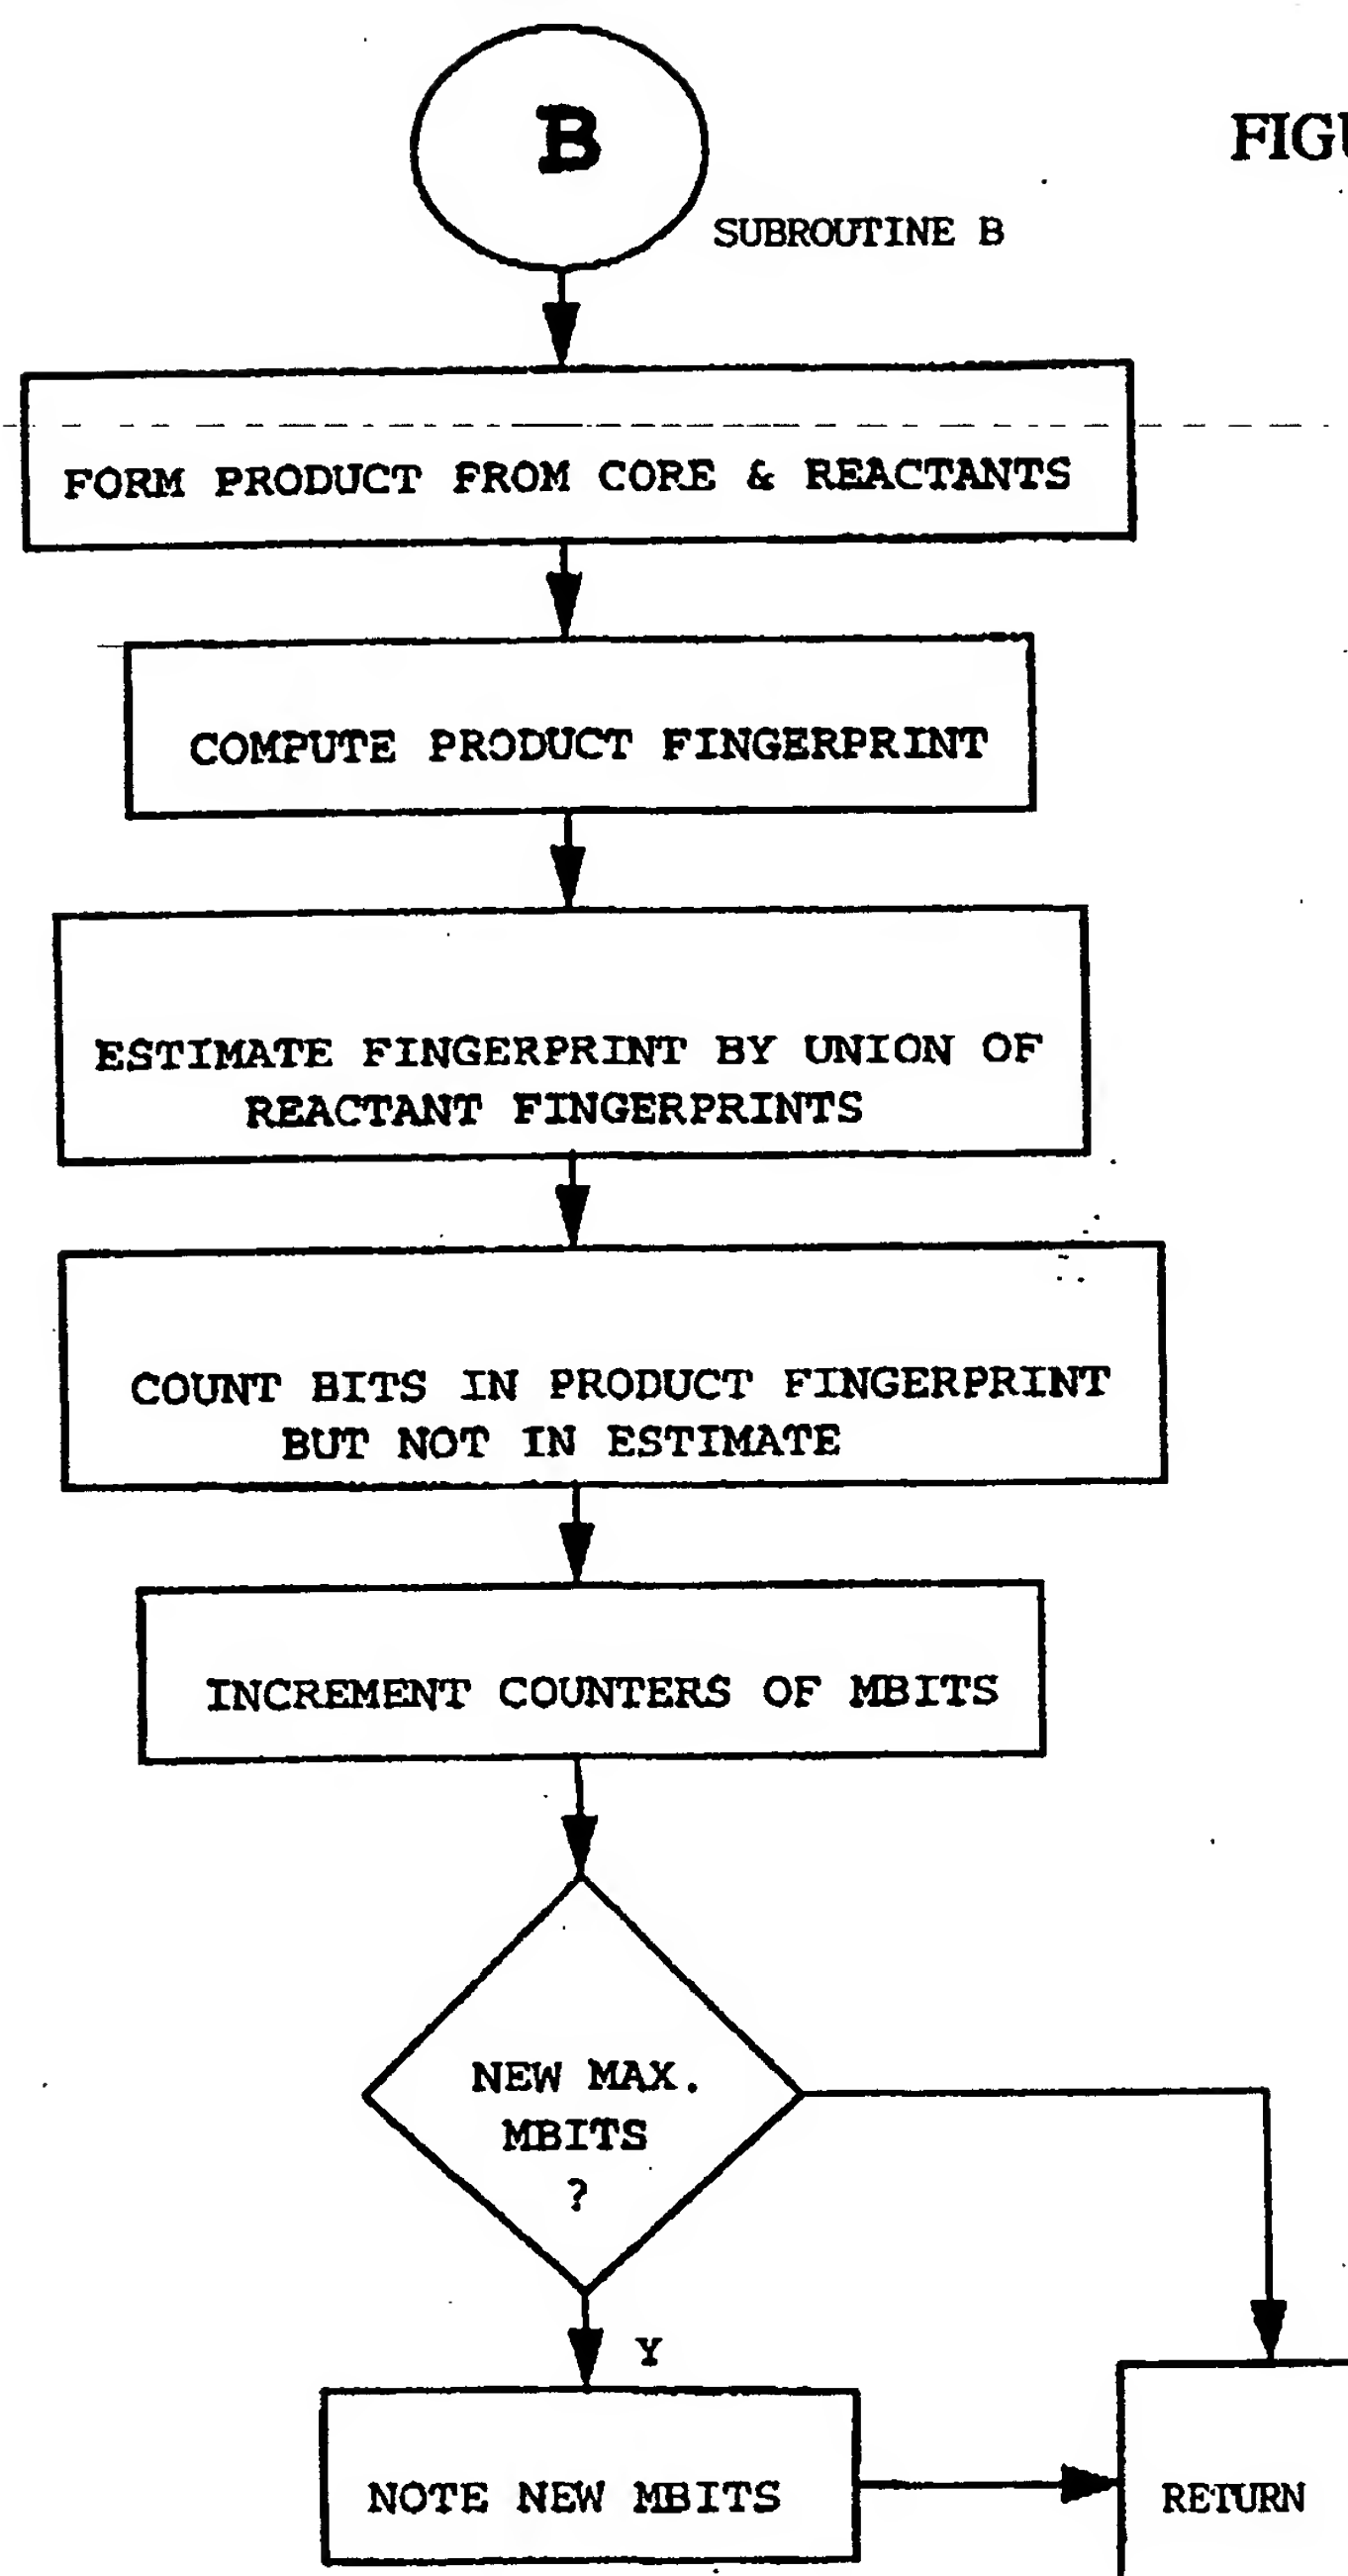 B
FIGU
SUBROUTINE B
FORM PRODUCT FROM CORE & REACTANTS
COMPUTE PRODUCT FINGERPRINT
ESTIMATE FINGERPRINT BY UNION OF
REACTANT FINGERPRINTS
COUNT BITS IN PRODUCT FINGERPRINT
BUT NOT IN ESTIMATE
INCREMENT COUNTERS OF MBITS
NEW MAX.
MBITS
?
Y
NOTE NEW MBITS
RETURN